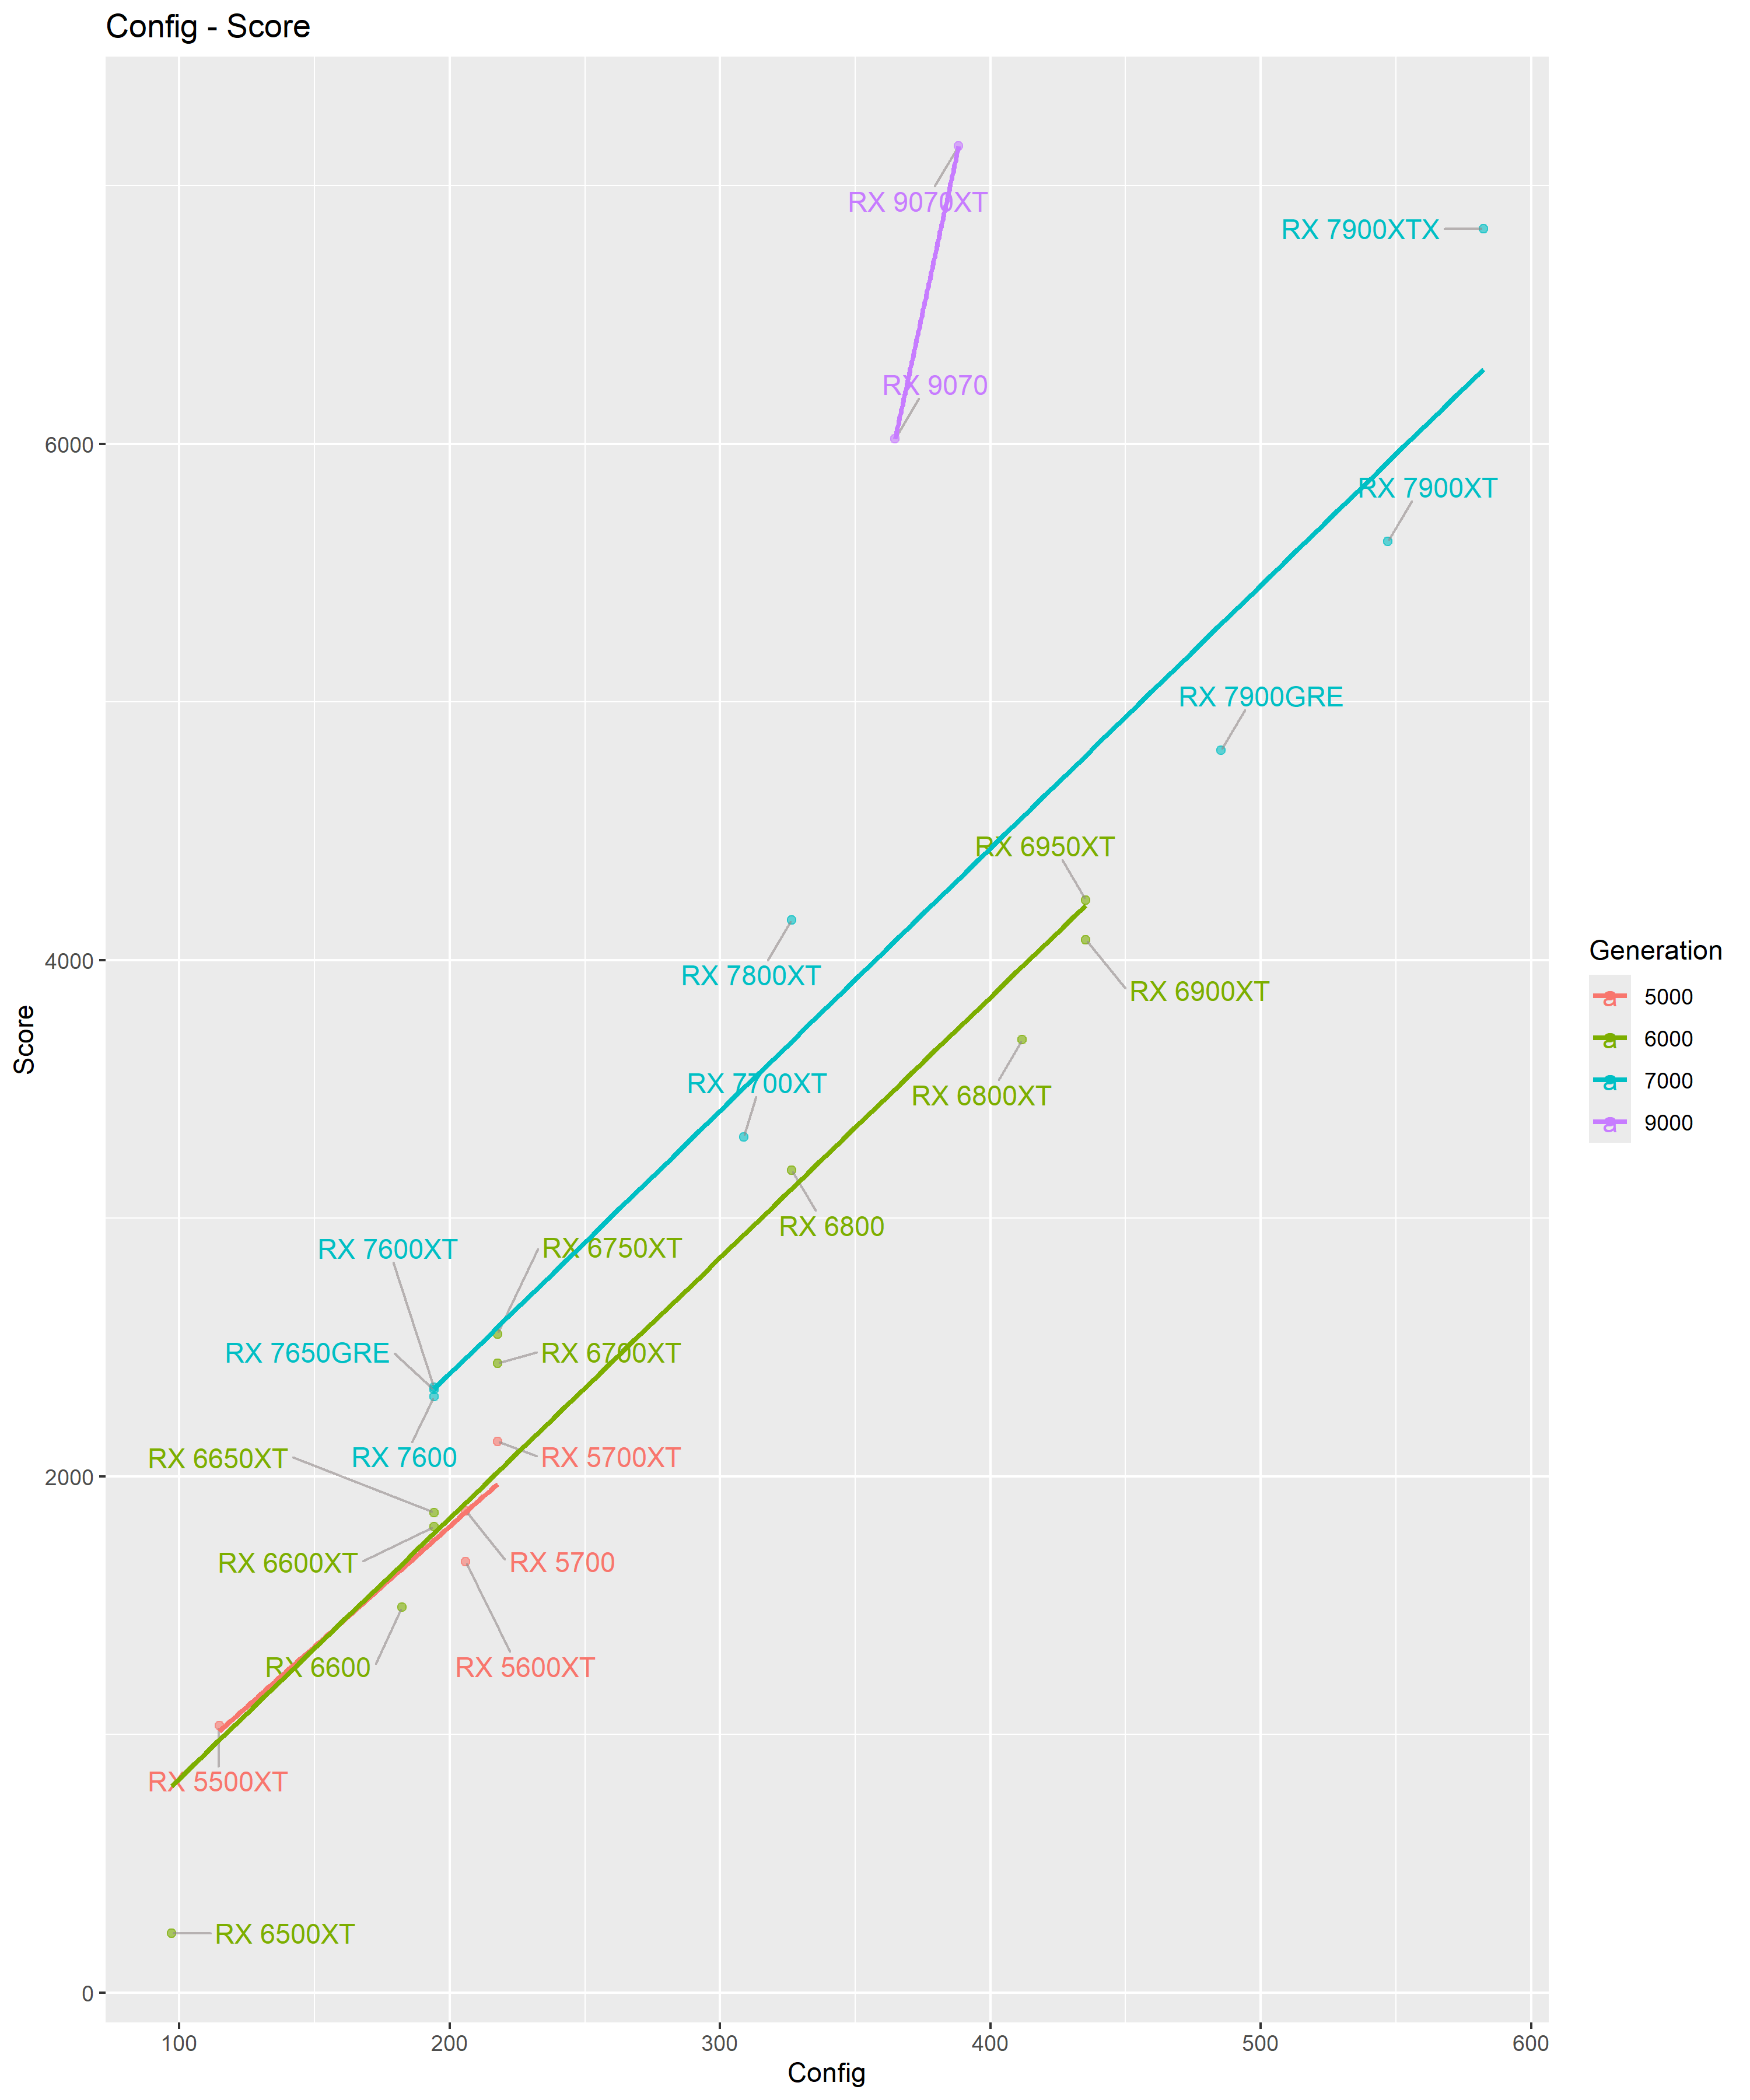 Config - Score
RX 9070XT
RX 7900XTX
RX 9070
6000
RX 7900XT
RX 7900GRE
RX 6950XT
Generation
4000
RX 7800XT
RX 6900XT
a 5000
Score
a 6000
RX 7700XT
a 7000
RX 6800XT
a 9000
RX 6800
RX 7600XT
RX 6750XT
RX 7650GRE
RX 6700XT
RX 6650XT
RX 7600
RX 5700XT
2000
RX 6600XT
RX 5700
RX 6600
RX 5600XT
RX 5500XT
RX 6500XT
0
100 200 300 400 500 600
Config